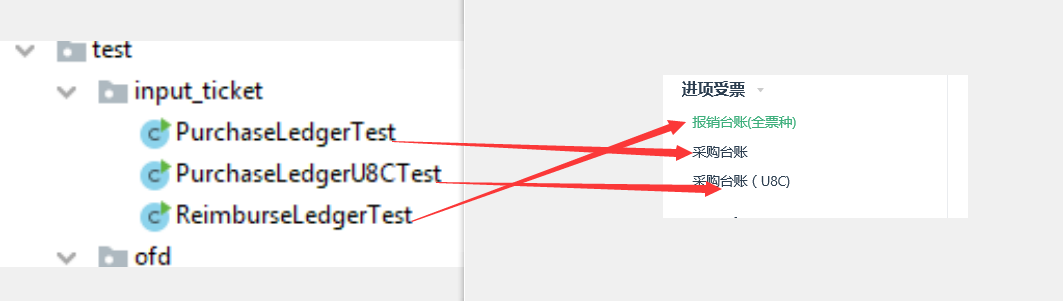 test
input_ticket
PurchaseLedgerTest
PurchaseLedgerU8CTest
ReimburseLedgerTest
ofd
进项受票
报销台账(全票种)
采购台账
采购台账（U8C)